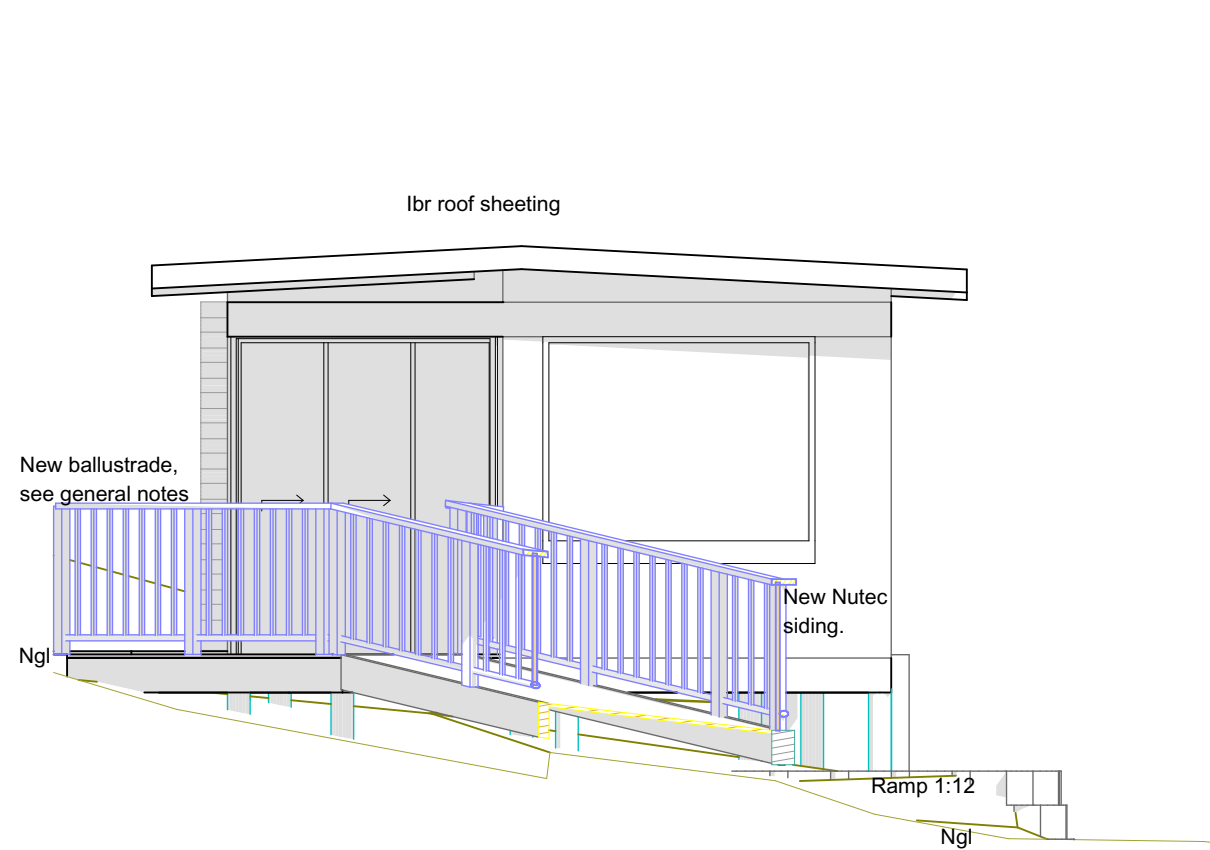 Ibr roof sheeting
New ballustrade,
see general notes
New Nutec
siding.
Ngl
Ramp 1:12
Ngl